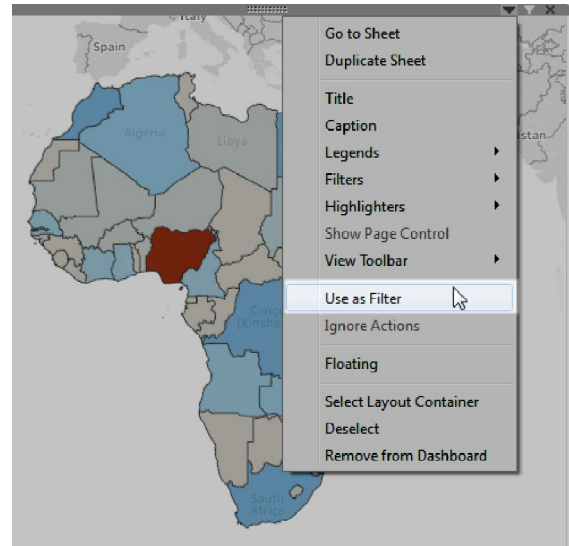 Italy
Spain
Algeria
Libya
Congo
(Kinsha
South
Africa
stan
Go to Sheet
Duplicate Sheet
Title
Caption
Legends
Filters
Highlighters
Show Page Control
View Toolbar
Use as Filter
Ignore Actions
Floating
Select Layout Container
Deselect
Remove from Dashboard